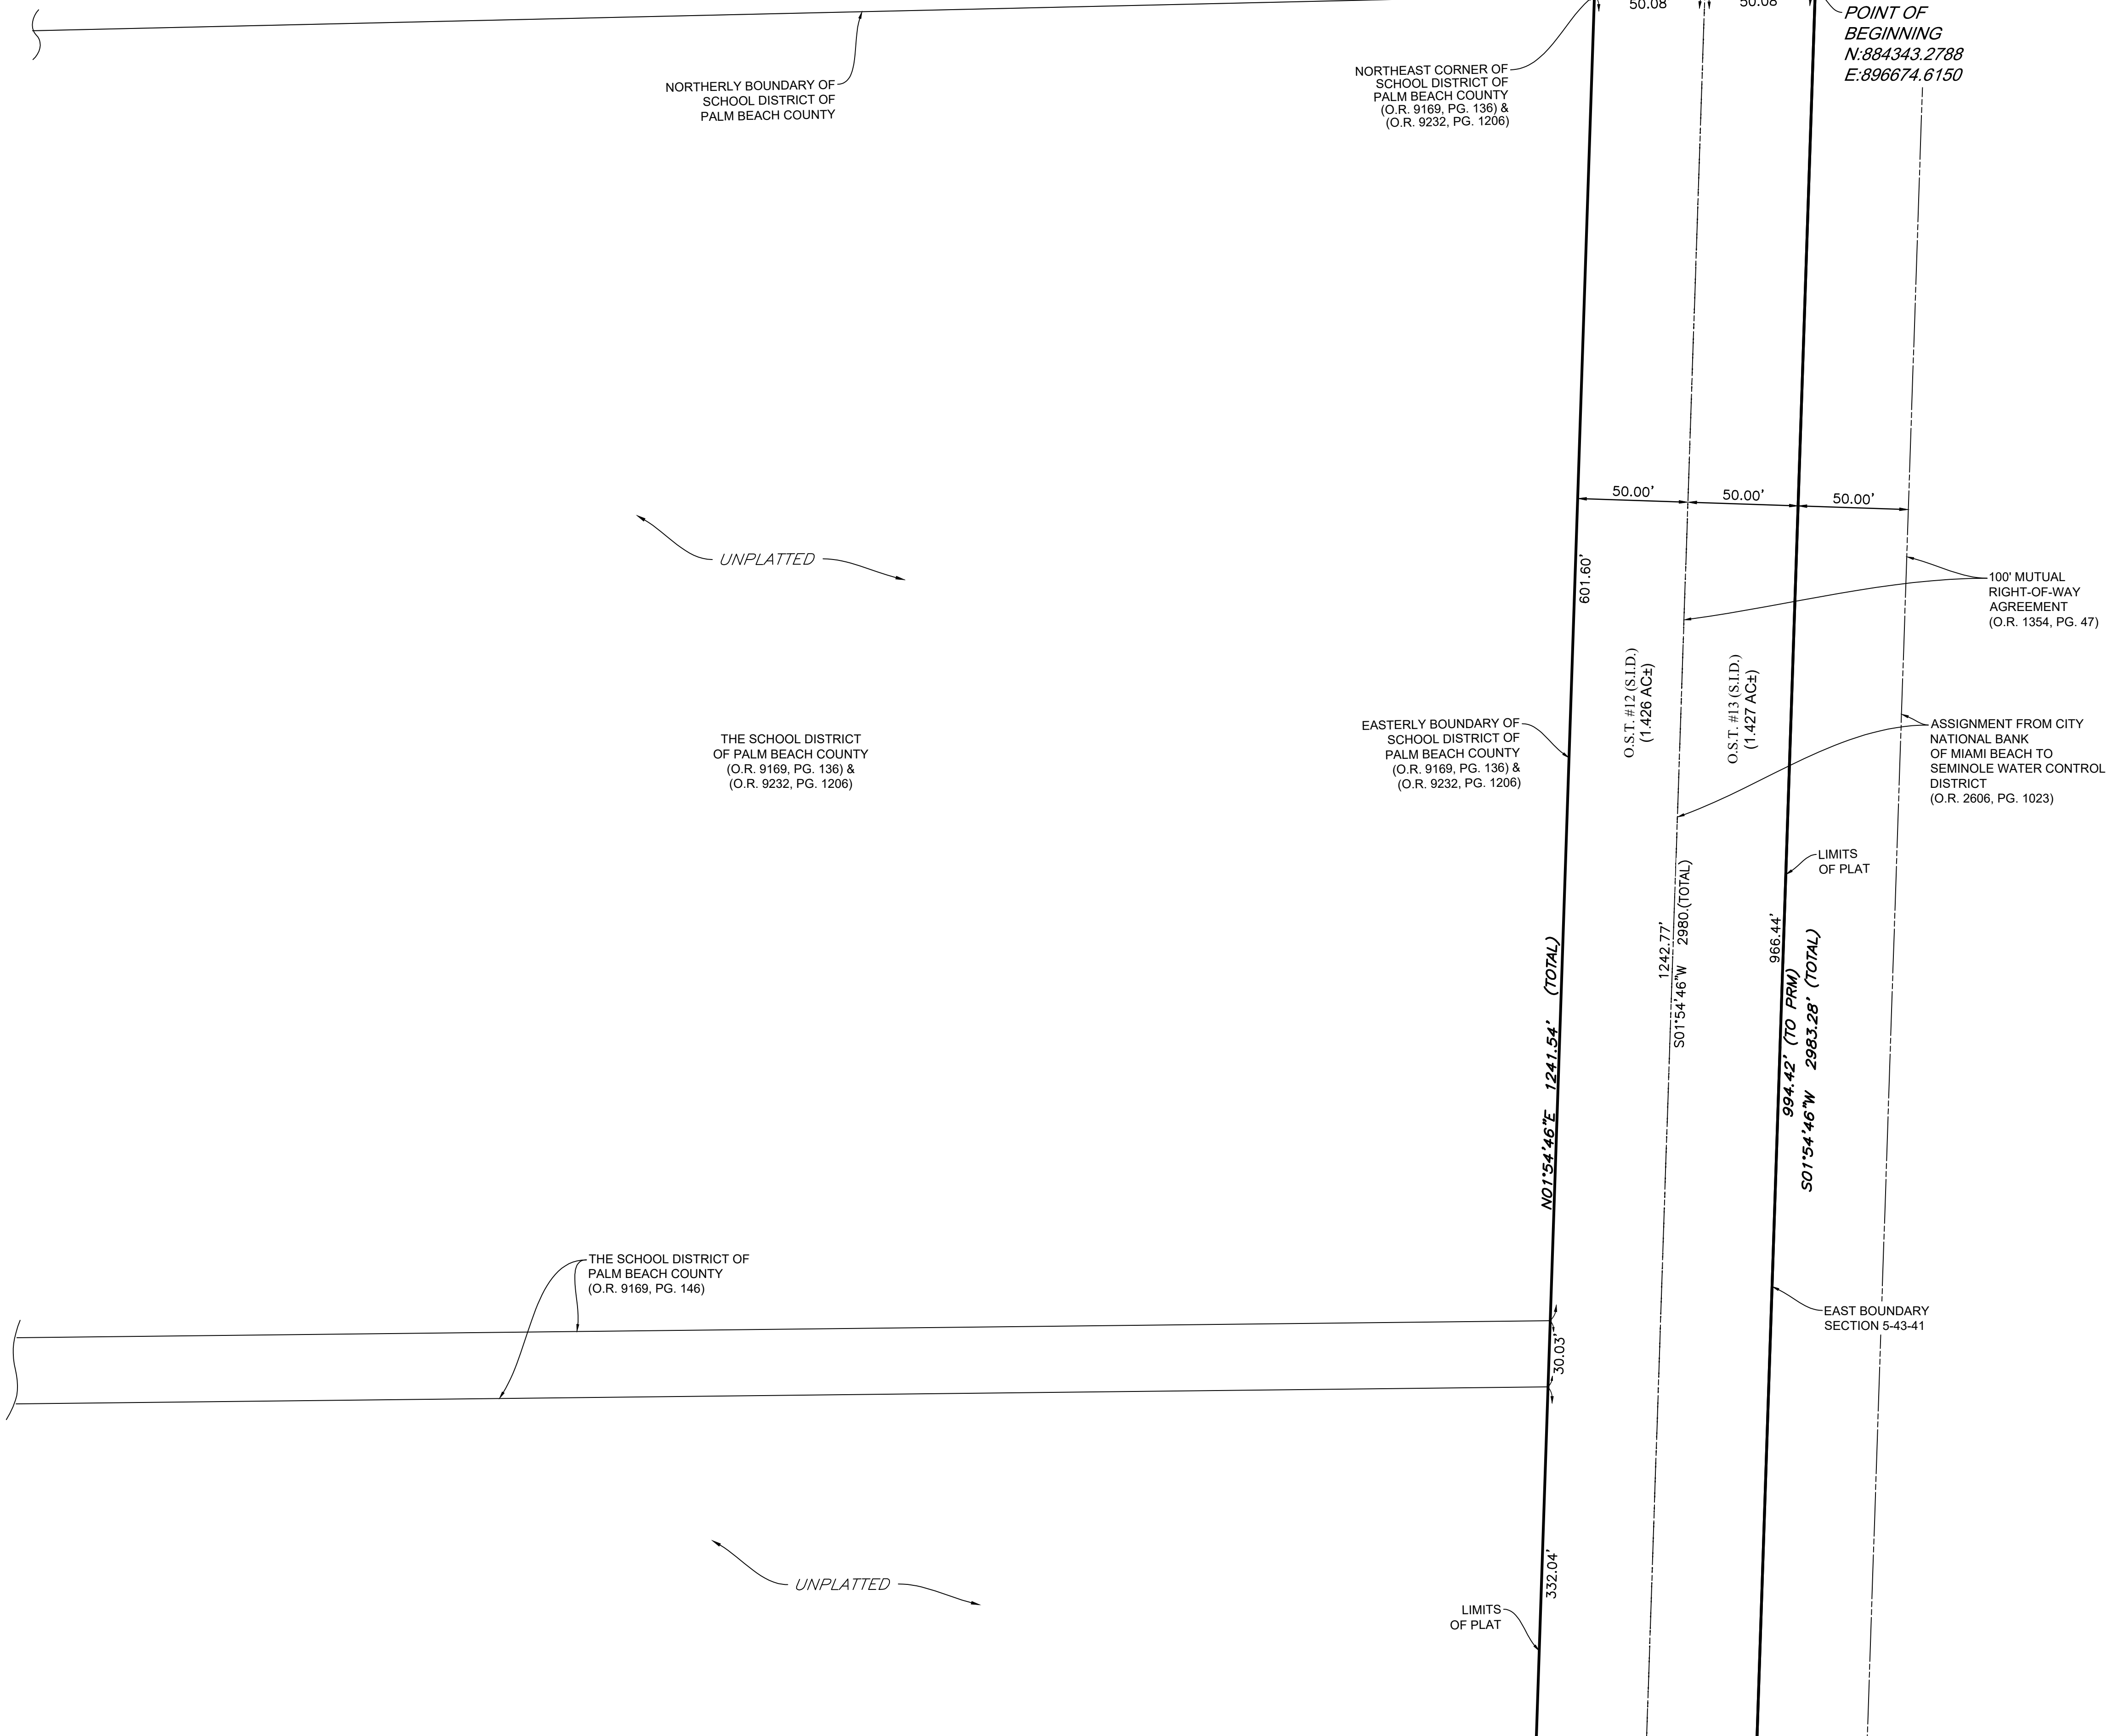 50.08'
50.08'
POINT OF
BEGINNING
N:884343.2788
E:896674.6150
NORTHERLY BOUNDARY OF
SCHOOL DISTRICT OF
PALM BEACH COUNTY
NORTHEAST CORNER OF
SCHOOL DISTRICT OF
PALM BEACH COUNTY
(O.R. 9169, PG. 136) &
(O.R. 9232, PG. 1206)
50.00'
50.00'
50.00'
UNPLATTED
601.60'
100' MUTUAL
RIGHT-OF-WAY
AGREEMENT
(O.R. 1354, PG. 47)
O.S.T. #12 (S.I.D.)
(1.426 AC±)
O.S.T. #13 (S.I.D.)
(1.427 AC±)
THE SCHOOL DISTRICT
OF PALM BEACH COUNTY
(O.R. 9169, PG. 136) &
(O.R. 9232, PG. 1206)
EASTERLY BOUNDARY OF
SCHOOL DISTRICT OF
PALM BEACH COUNTY
(O.R. 9169, PG. 136) &
(O.R. 9232, PG. 1206)
ASSIGNMENT FROM CITY
NATIONAL BANK
OF MIAMI BEACH TO
SEMINOLE WATER CONTROL
DISTRICT
(O.R. 2606, PG. 1023)
LIMITS
OF PLAT
N01°54'46"E 1241.54' (TOTAL)
1242.77'
S01°54'46"W 2980.(TOTAL)
966.44'
994.42' (TO PRM)
S01°54'46"W 2983.28' (TOTAL)
THE SCHOOL DISTRICT OF
PALM BEACH COUNTY
(O.R. 9169, PG. 146)
EAST BOUNDARY
SECTION 5-43-41
30.03'
332.04'
UNPLATTED
LIMITS
OF PLAT